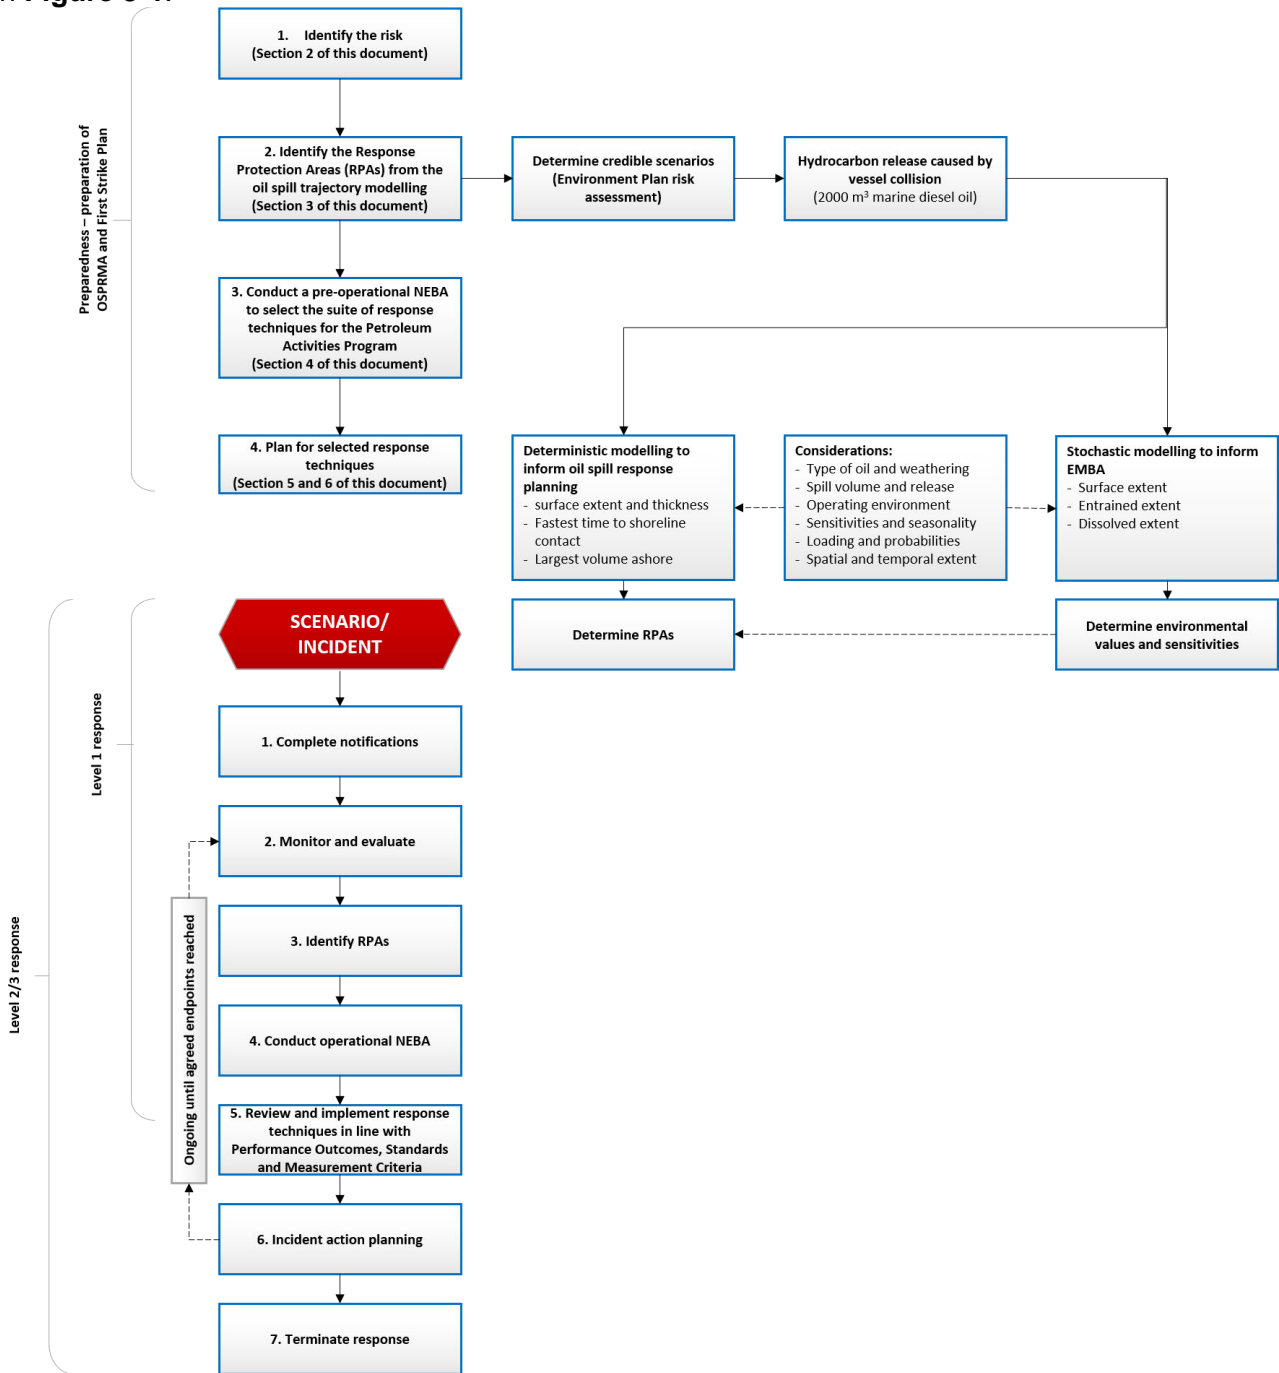 Preparedness – preparation of
OSPRMA and First Strike Plan
1. Identify the risk
(Section 2 of this document)
2. Identify the Response
Protection Areas (RPAs) from the
oil spill trajectory modelling
(Section 3 of this document)
Determine credible scenarios
(Environment Plan risk
assessment)
Hydrocarbon release caused by
vessel collision
(2000 m³ marine diesel oil)
3. Conduct a pre-operational NEBA
to select the suite of response
techniques for the Petroleum
Activities Program
(Section 4 of this document)
4. Plan for selected response
techniques
(Section 5 and 6 of this document)
Deterministic modelling to
inform oil spill response
planning
- surface extent and thickness
- Fastest time to shoreline
contact
- Largest volume ashore
Considerations:
- Type of oil and weathering
- Spill volume and release
- Operating environment
- Sensitivities and seasonality
- Loading and probabilities
- Spatial and temporal extent
Stochastic modelling to inform
EMBA
- Surface extent
- Entrained extent
- Dissolved extent
Determine RPAs
Determine environmental
values and sensitivities
Level 2/3 response
Level 1 response
SCENARIO/
INCIDENT
1. Complete notifications
2. Monitor and evaluate
3. Identify RPAs
4. Conduct operational NEBA
5. Review and implement response
techniques in line with
Performance Outcomes, Standards
and Measurement Criteria
Ongoing until agreed endpoints reached
6. Incident action planning
7. Terminate response